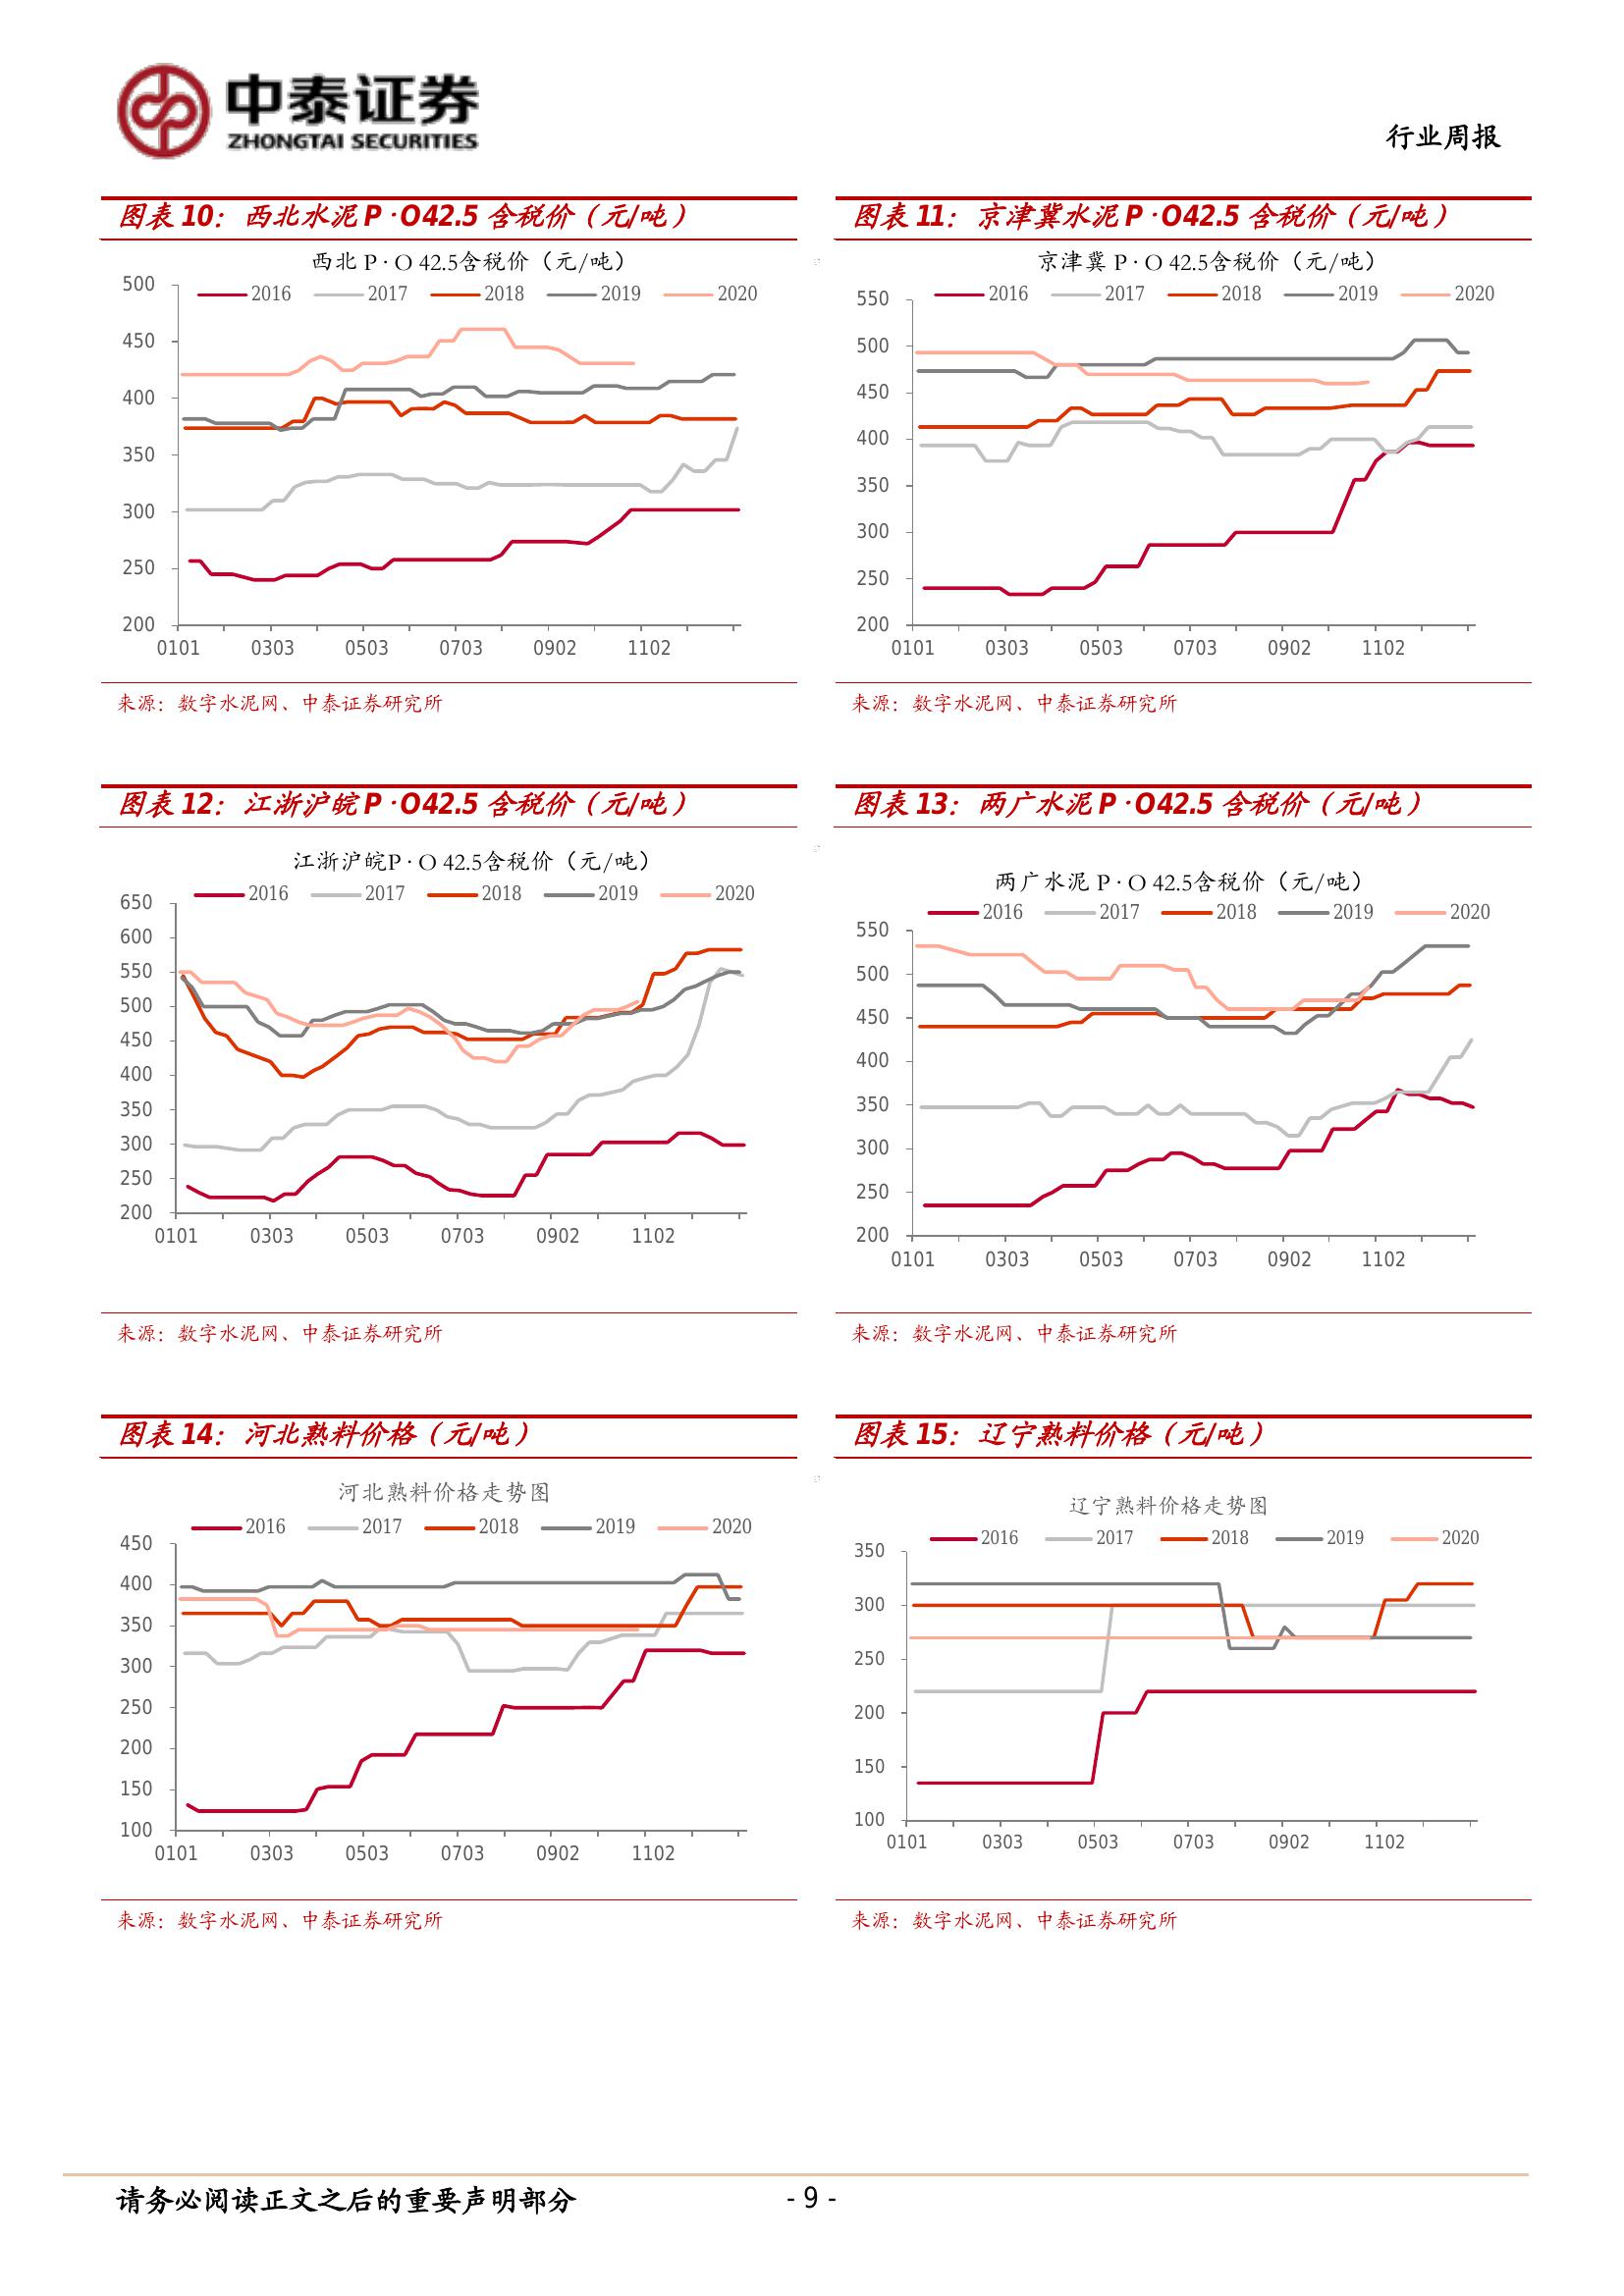 中泰证券
ZHONGTAI SECURITIES
行业周报
图表 10：西北水泥 P·O42.5 含税价（元/吨）
西北 P · O 42.5含税价（元/吨）
2016 2017 2018 2019 2020
500
450
400
350
300
250
200
0101 0303 0503 0703 0902 1102
来源：数字水泥网、中泰证券研究所
图表 11：京津冀水泥 P·O42.5 含税价（元/吨）
京津冀 P · O 42.5含税价（元/吨）
2016 2017 2018 2019 2020
550
500
450
400
350
300
250
200
0101 0303 0503 0703 0902 1102
来源：数字水泥网、中泰证券研究所
图表 12：江浙沪皖 P·O42.5 含税价（元/吨）
江浙沪皖P · O 42.5含税价（元/吨）
2016 2017 2018 2019 2020
650
600
550
500
450
400
350
300
250
200
0101 0303 0503 0703 0902 1102
来源：数字水泥网、中泰证券研究所
图表 13：两广水泥 P·O42.5 含税价（元/吨）
两广水泥 P · O 42.5含税价（元/吨）
2016 2017 2018 2019 2020
550
500
450
400
350
300
250
200
0101 0303 0503 0703 0902 1102
来源：数字水泥网、中泰证券研究所
图表 14：河北熟料价格（元/吨）
河北熟料价格走势图
2016 2017 2018 2019 2020
450
400
350
300
250
200
150
100
0101 0303 0503 0703 0902 1102
来源：数字水泥网、中泰证券研究所
图表 15：辽宁熟料价格（元/吨）
辽宁熟料价格走势图
2016 2017 2018 2019 2020
350
300
250
200
150
100
0101 0303 0503 0703 0902 1102
来源：数字水泥网、中泰证券研究所
请务必阅读正文之后的重要声明部分
- 9 -